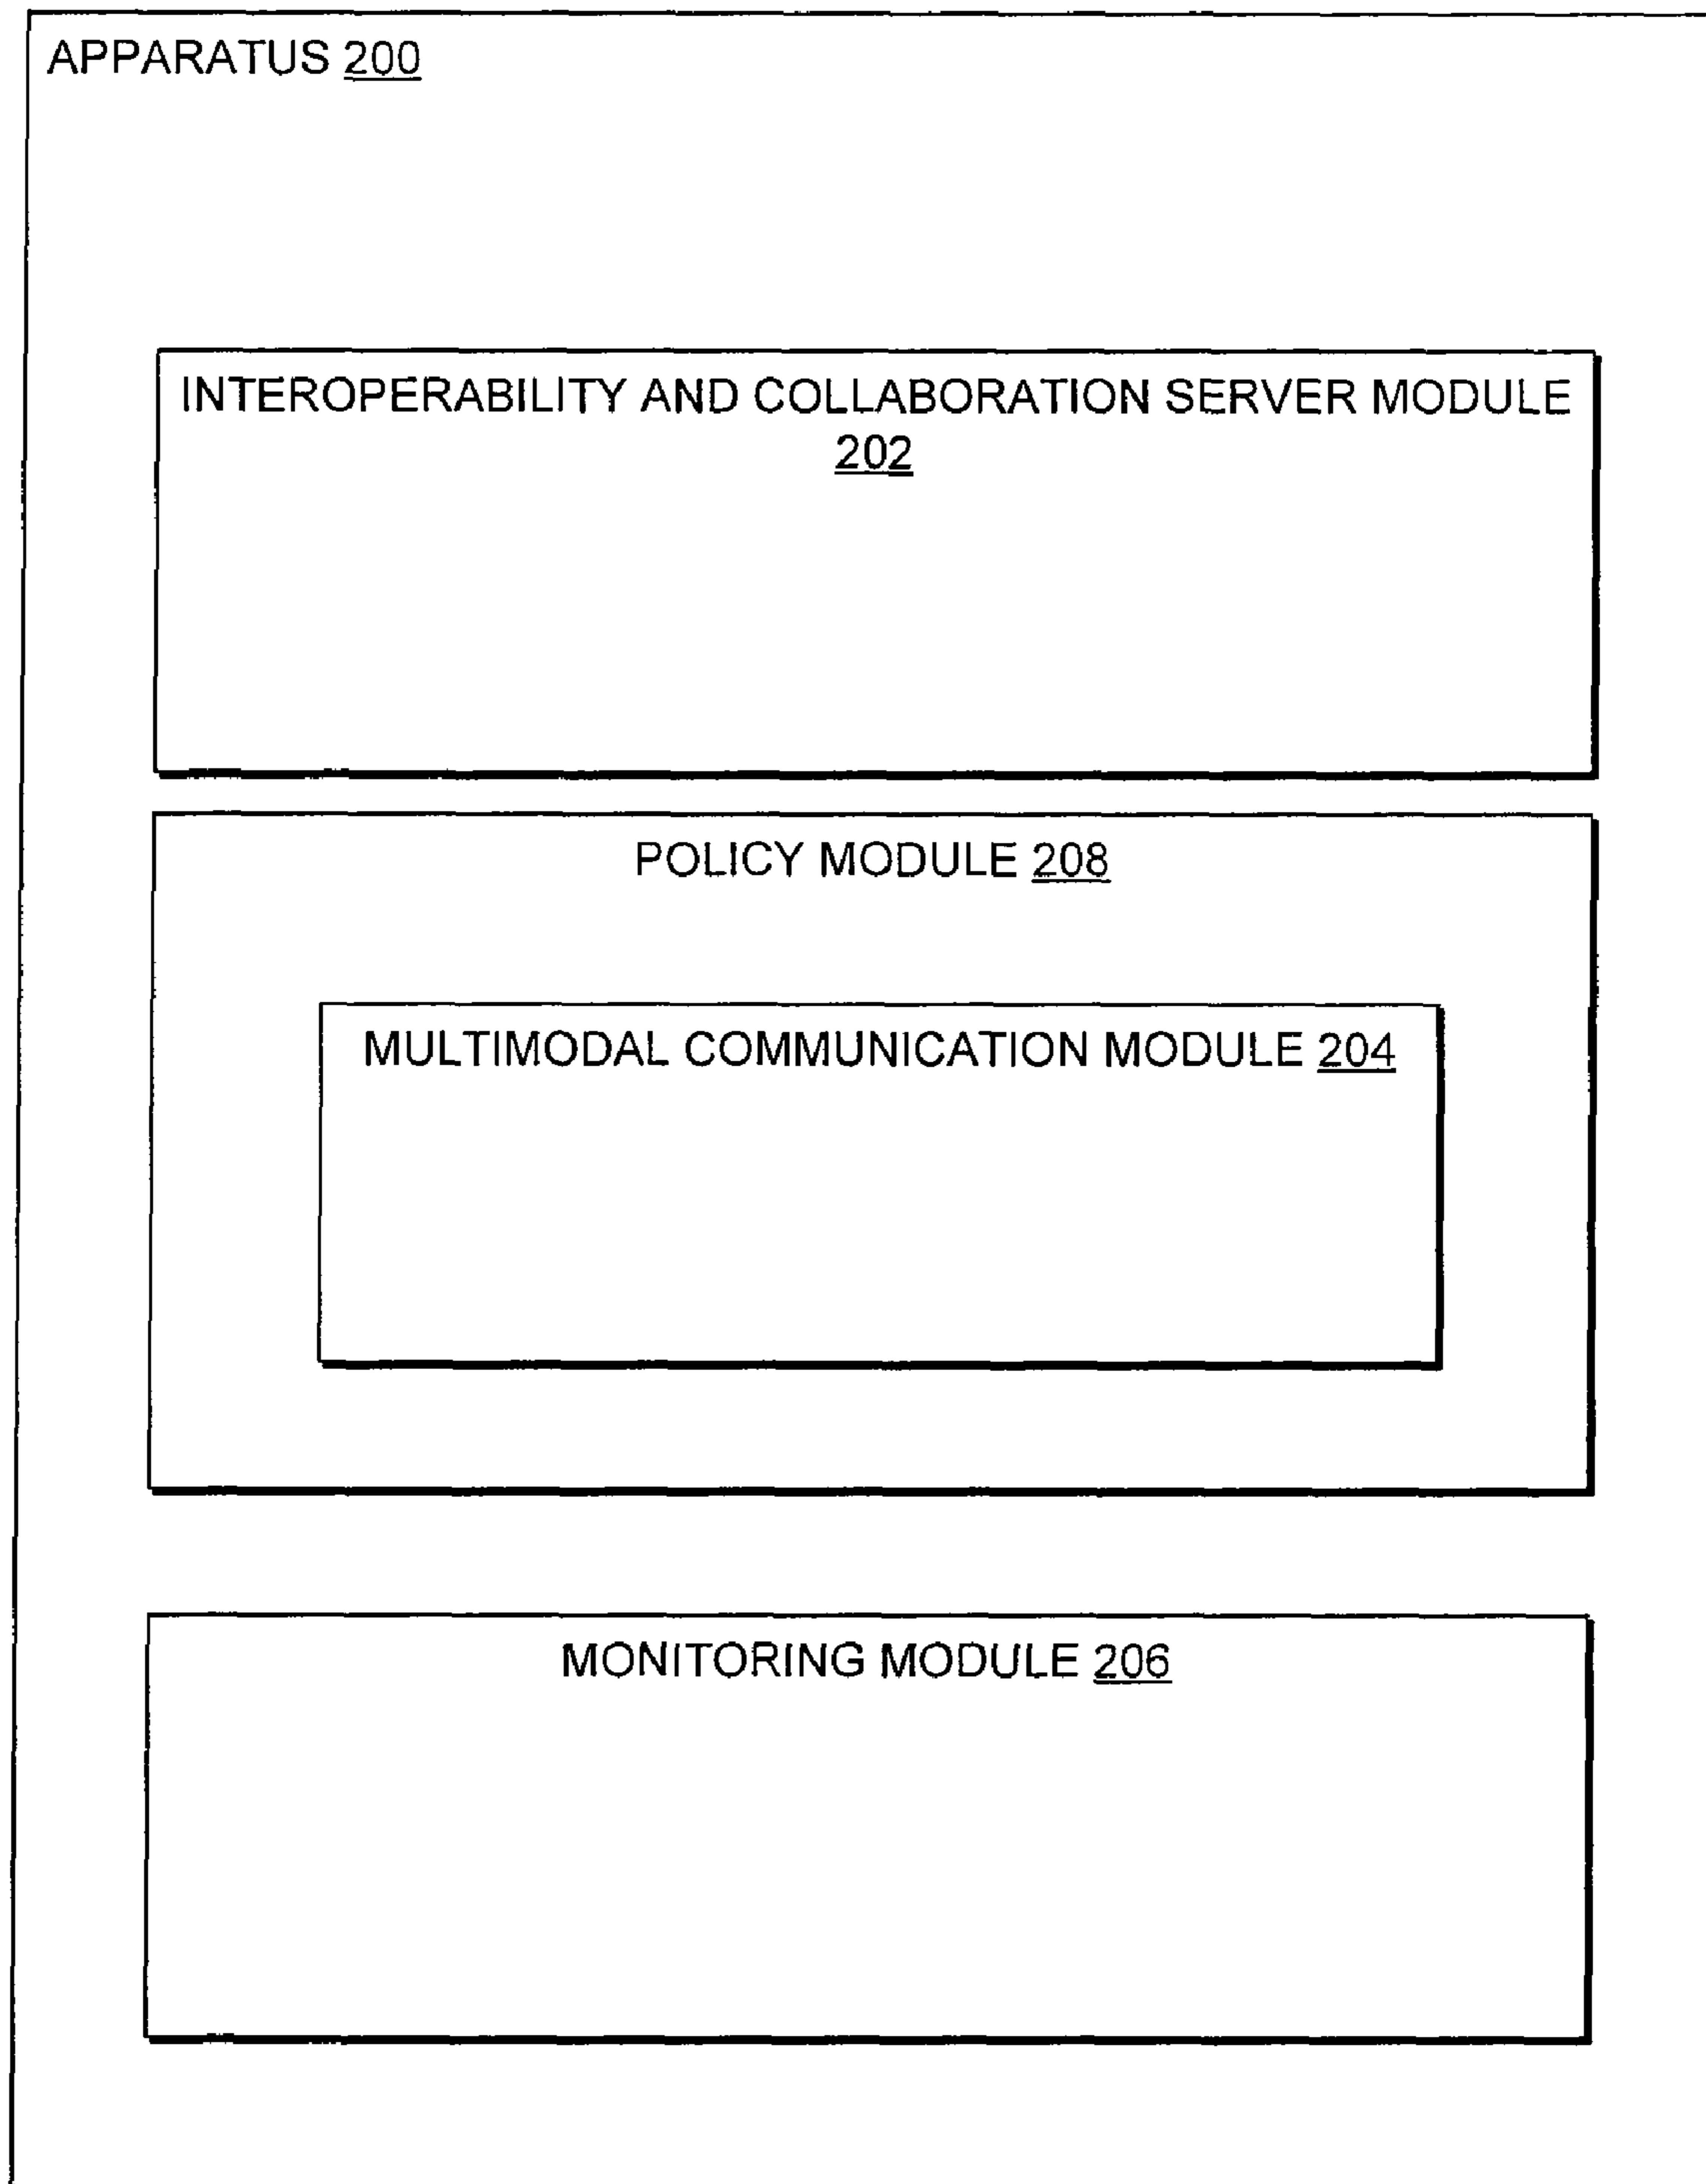 APPARATUS 200
INTEROPERABILITY AND COLLABORATION SERVER MODULE
202
POLICY MODULE 208
MULTIMODAL COMMUNICATION MODULE 204
MONITORING MODULE 206